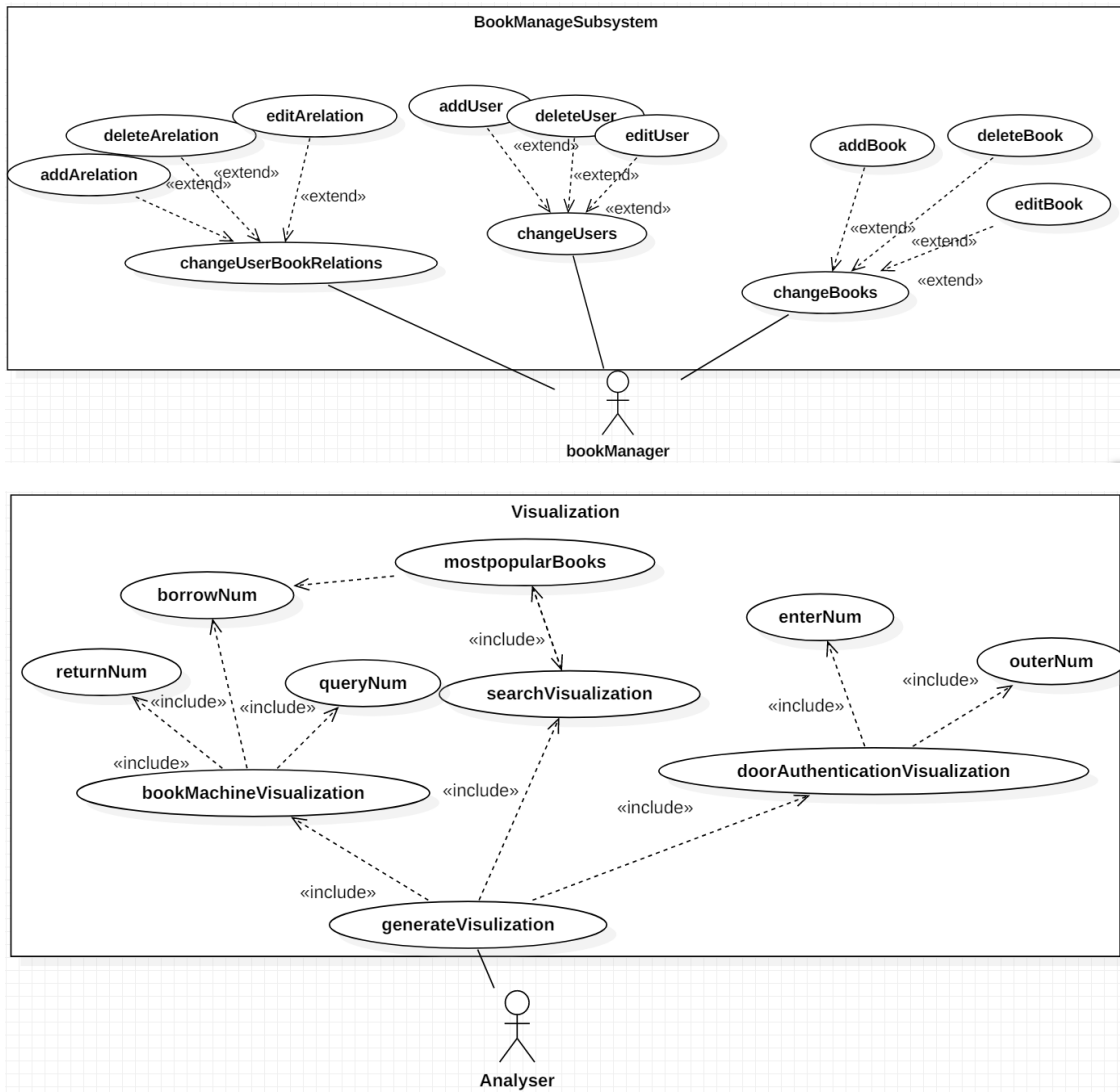 BookManageSubsystem
addUser
editArelation
deleteUser
deleteArelation
editUser
addBook
deleteBook
«extend»
addArelation
«extend»
«extend»
«extend»
«extend»
editBook
«extend»
«extend»
changeUsers
«extend»
«extend»
changeUserBookRelations
«extend»
changeBooks
bookManager
Visualization
mostpopularBooks
borrowNum
enterNum
«include»
outerNum
returnNum
queryNum
searchVisualization
«include»
«include»
«include»
«include»
«include»
doorAuthenticationVisualization
bookMachineVisualization
«include»
«include»
«include»
generateVisulization
Analyser